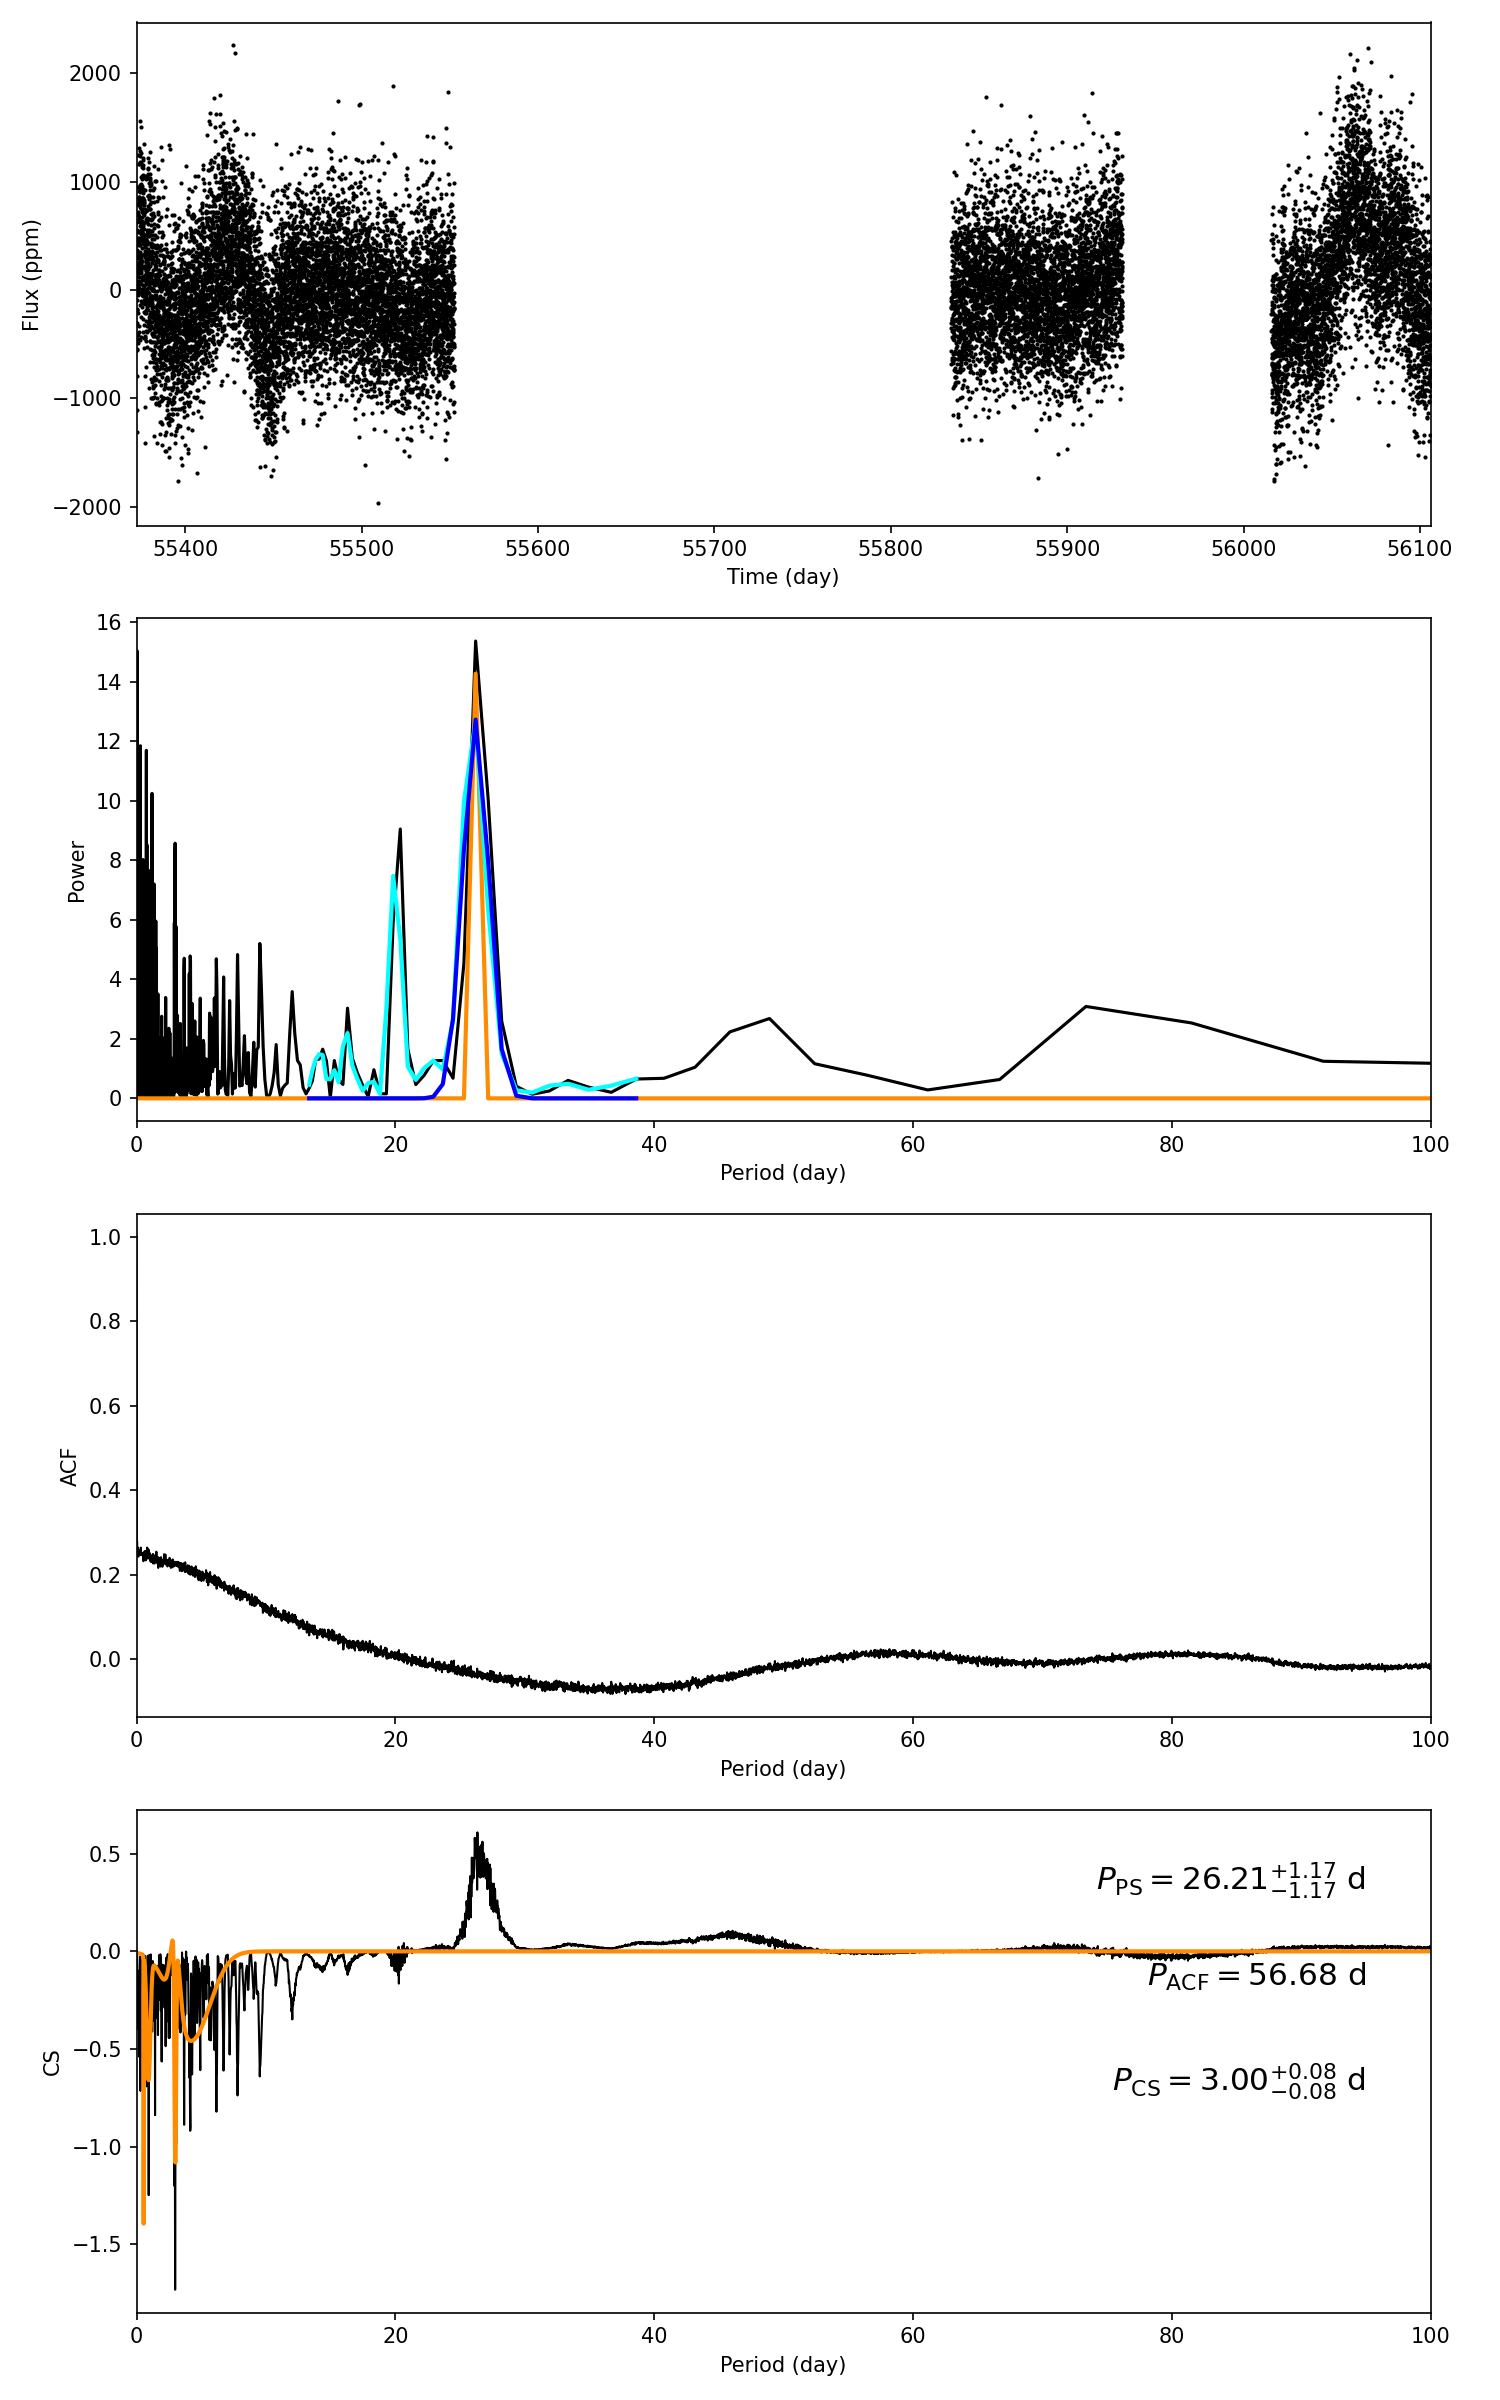 2000
1000
0
−1000
−2000
Flux (ppm)
55400 55500 55600 55700 55800 55900 56000 56100
Time (day)
16
14
12
10
8
6
4
2
0
Power
0 20 40 60 80 100
Period (day)
1.0
0.8
0.6
0.4
0.2
0.0
ACF
0 20 40 60 80 100
Period (day)
0.5
0.0
−0.5
−1.0
−1.5
CS
P_PS = 26.21^{+1.17}_{−1.17} d
P_ACF = 56.68 d
P_CS = 3.00^{+0.08}_{−0.08} d
0 20 40 60 80 100
Period (day)